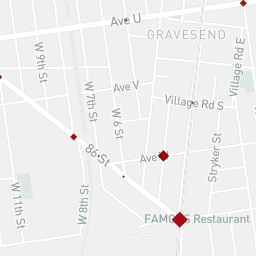 Ave U
GRAVESEND
W 9th St
W 7th St
Ave V
W 6 St
Village Rd S
Village Rd E
86 St
Ave
Stryker St
W 11th St
W 8th St
Restaurant